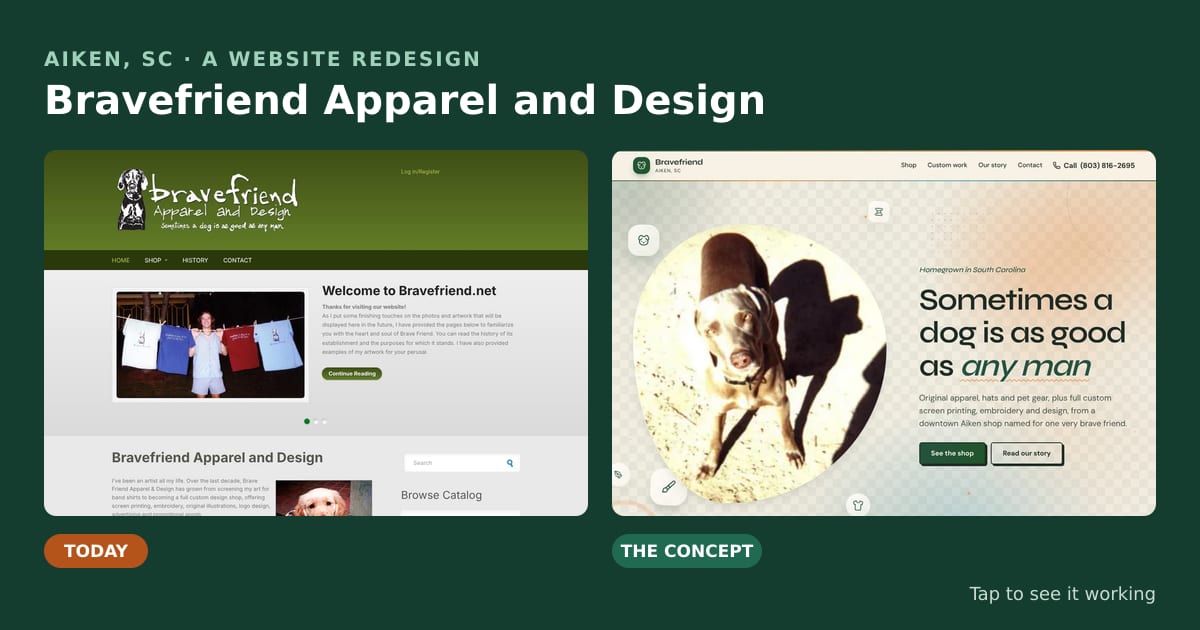 AIKEN, SC · A WEBSITE REDESIGN
Bravefriend Apparel and Design
bravefriend
Apparel and Design
Sometimes a dog is as good as any man.
Log in/Register
HOME SHOP HISTORY CONTACT
Welcome to Bravefriend.net
Thanks for visiting our website!
As I put some finishing touches on the photos and artwork that will be
displayed here in the future, I have provided the pages below to familiarize
you with the heart and soul of Brave Friend. You can read the history of its
establishment and the purposes for which it stands. I have also provided
examples of my artwork for your perusal.
Continue Reading
Bravefriend Apparel and Design
I've been an artist all my life. Over the last decade, Brave
Friend Apparel & Design has grown from screening my art for
band shirts to becoming a full custom design shop, offering
screen printing, embroidery, original illustrations, logo design,
advertising and promotional goods.
Search
Browse Catalog
Bravefriend
AIKEN, SC
Shop Custom work Our story Contact Call (803) 816-2695
Homegrown in South Carolina
Sometimes a
dog is as good
as any man
Original apparel, hats and pet gear, plus full custom
screen printing, embroidery and design, from a
downtown Aiken shop named for one very brave friend.
See the shop
Read our story
TODAY
THE CONCEPT
Tap to see it working